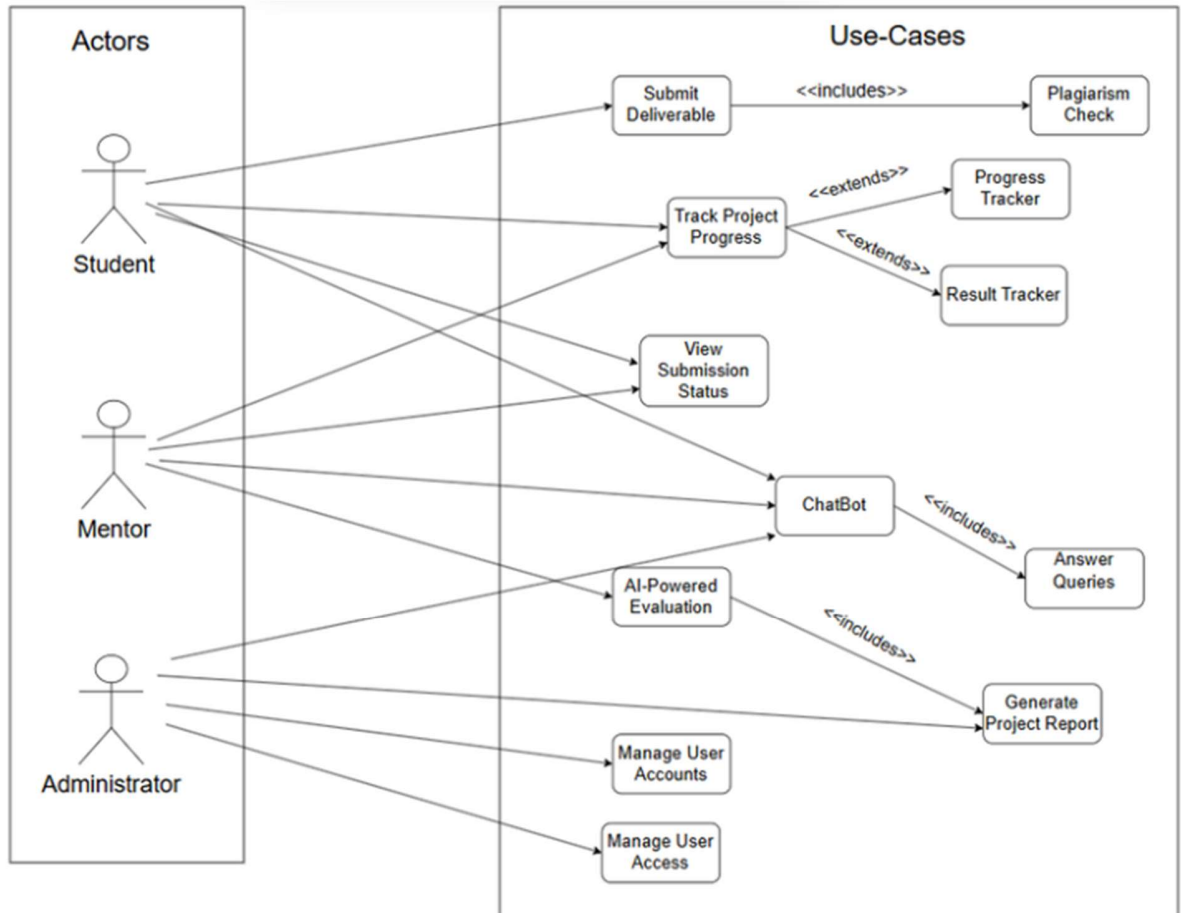 Actors
Use-Cases
Submit
Deliverable
<<includes>>
Plagiarism
Check
Student
Track Project
Progress
<<extends>>
Progress
Tracker
<<extends>>
Result Tracker
View
Submission
Status
Mentor
ChatBot
<<includes>>
Answer
Queries
AI-Powered
Evaluation
<<includes>>
Generate
Project Report
Administrator
Manage User
Accounts
Manage User
Access